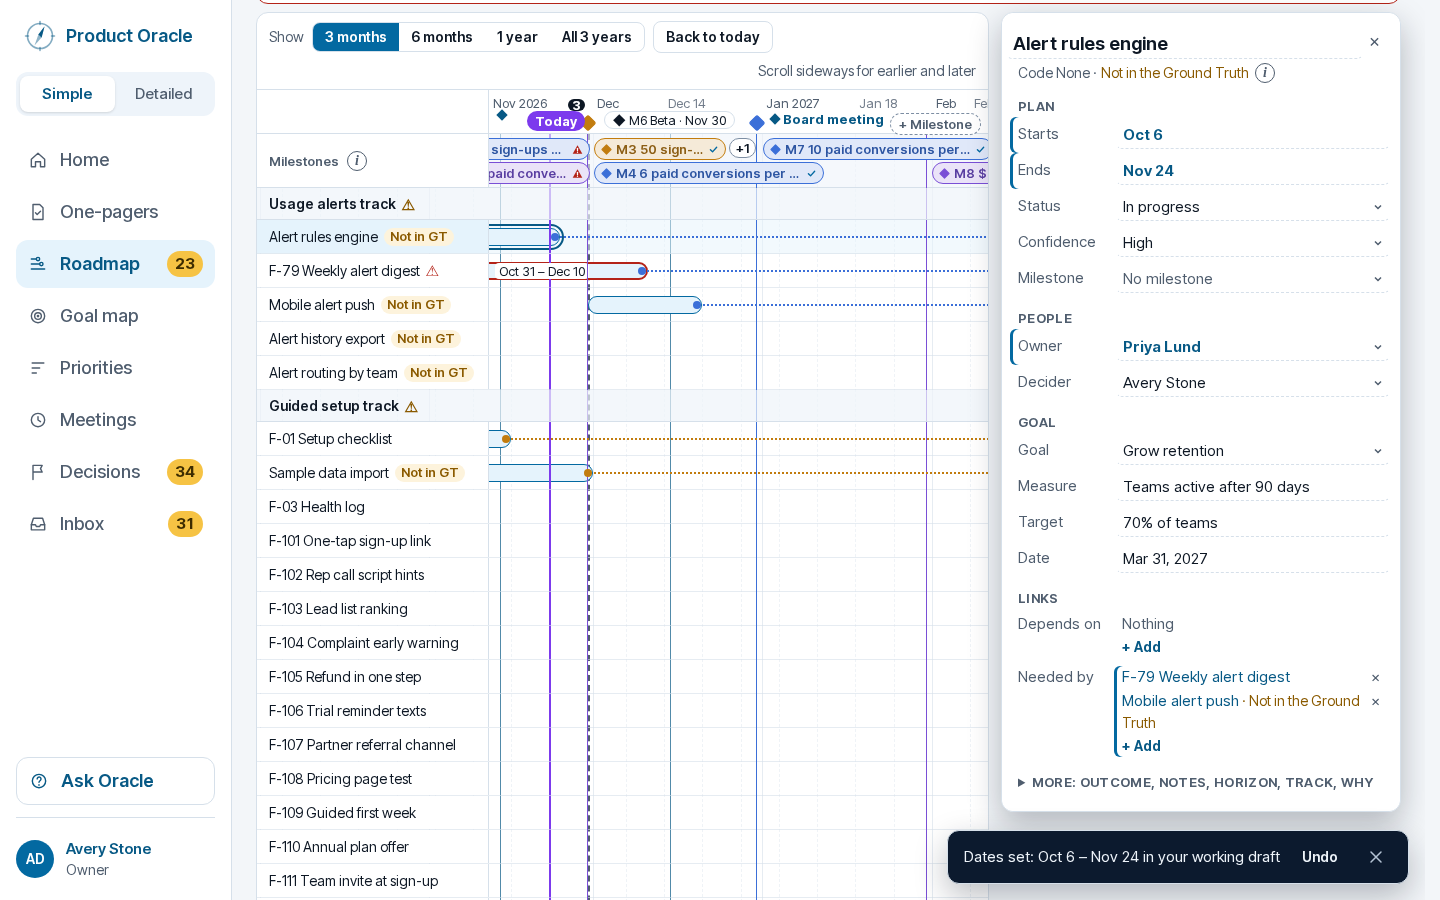 Product Oracle
Simple
Detailed
Home
One-pagers
Roadmap
23
Goal map
Priorities
Meetings
Decisions
34
Inbox
31
Ask Oracle
AD
Avery Stone
Owner
Show
3 months
6 months
1 year
All 3 years
Back to today
Scroll sideways for earlier and later
Nov 2026
3
Dec
Dec 14
Jan 2027
Jan 18
Feb
Today
M6 Beta · Nov 30
Board meeting
+ Milestone
Milestones
i
sign-ups ...
M3 50 sign-...
+1
M7 10 paid conversions per...
paid conve...
M4 6 paid conversions per ...
M8 $
Usage alerts track
Alert rules engine
Not in GT
F-79 Weekly alert digest
Oct 31 – Dec 10
Mobile alert push
Not in GT
Alert history export
Not in GT
Alert routing by team
Not in GT
Guided setup track
F-01 Setup checklist
Sample data import
Not in GT
F-03 Health log
F-101 One-tap sign-up link
F-102 Rep call script hints
F-103 Lead list ranking
F-104 Complaint early warning
F-105 Refund in one step
F-106 Trial reminder texts
F-107 Partner referral channel
F-108 Pricing page test
F-109 Guided first week
F-110 Annual plan offer
F-111 Team invite at sign-up
Alert rules engine
×
Code None · Not in the Ground Truth
i
PLAN
Starts
Oct 6
Ends
Nov 24
Status
In progress
Confidence
High
Milestone
No milestone
PEOPLE
Owner
Priya Lund
Decider
Avery Stone
GOAL
Goal
Grow retention
Measure
Teams active after 90 days
Target
70% of teams
Date
Mar 31, 2027
LINKS
Depends on
Nothing
+ Add
Needed by
F-79 Weekly alert digest
×
Mobile alert push · Not in the Ground
Truth
×
+ Add
MORE: OUTCOME, NOTES, HORIZON, TRACK, WHY
Dates set: Oct 6 – Nov 24 in your working draft
Undo